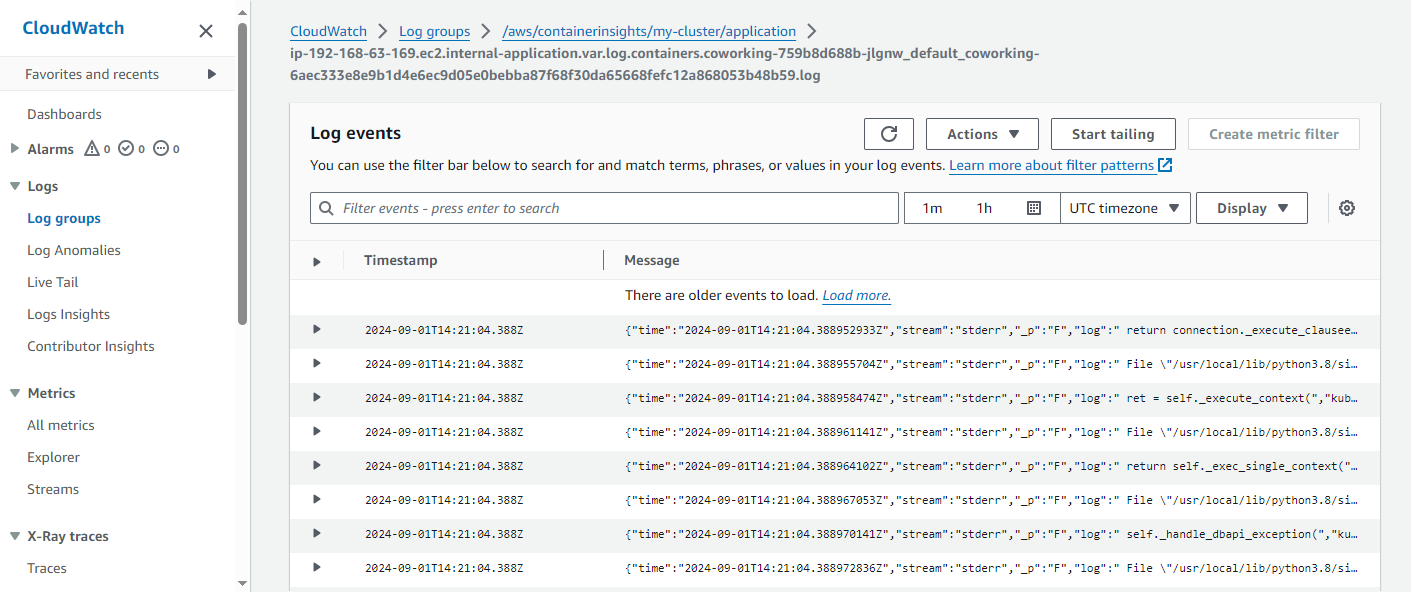 CloudWatch
Favorites and recents
Dashboards
Alarms 0 0 0
Logs
Log groups
Log Anomalies
Live Tail
Logs Insights
Contributor Insights
Metrics
All metrics
Explorer
Streams
X-Ray traces
Traces
CloudWatch Log groups /aws/containerinsights/my-cluster/application
ip-192-168-63-169.ec2.internal-application.var.log.containers.coworking-759b8d688b-jlgnw_default_coworking-
6aec333e8e9b1d4e6ec9d05e0bebba87f68f30da65668fefc12a868053b48b59.log
Log events
Actions
Start tailing
Create metric filter
You can use the filter bar below to search for and match terms, phrases, or values in your log events. Learn more about filter patterns
Filter events - press enter to search
1m 1h
UTC timezone
Display
Timestamp Message
There are older events to load. Load more.
2024-09-01T14:21:04.388Z {"time":"2024-09-01T14:21:04.388952933Z","stream":"stderr","_p":"F","log":" return connection._execute_clausee…
2024-09-01T14:21:04.388Z {"time":"2024-09-01T14:21:04.388955704Z","stream":"stderr","_p":"F","log":" File \"/usr/local/lib/python3.8/si…
2024-09-01T14:21:04.388Z {"time":"2024-09-01T14:21:04.388958474Z","stream":"stderr","_p":"F","log":" ret = self._execute_context(","kub…
2024-09-01T14:21:04.388Z {"time":"2024-09-01T14:21:04.388961141Z","stream":"stderr","_p":"F","log":" File \"/usr/local/lib/python3.8/si…
2024-09-01T14:21:04.388Z {"time":"2024-09-01T14:21:04.388964102Z","stream":"stderr","_p":"F","log":" return self._exec_single_context("…
2024-09-01T14:21:04.388Z {"time":"2024-09-01T14:21:04.388967053Z","stream":"stderr","_p":"F","log":" File \"/usr/local/lib/python3.8/si…
2024-09-01T14:21:04.388Z {"time":"2024-09-01T14:21:04.388970141Z","stream":"stderr","_p":"F","log":" self._handle_dbapi_exception(","ku…
2024-09-01T14:21:04.388Z {"time":"2024-09-01T14:21:04.388972836Z","stream":"stderr","_p":"F","log":" File \"/usr/local/lib/python3.8/si…